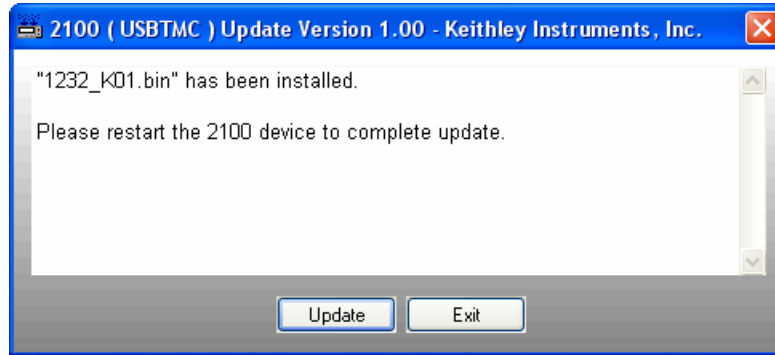 2100 ( USBTMC ) Update Version 1.00 - Keithley Instruments, Inc.
"1232_K01.bin" has been installed.
Please restart the 2100 device to complete update.
Update
Exit